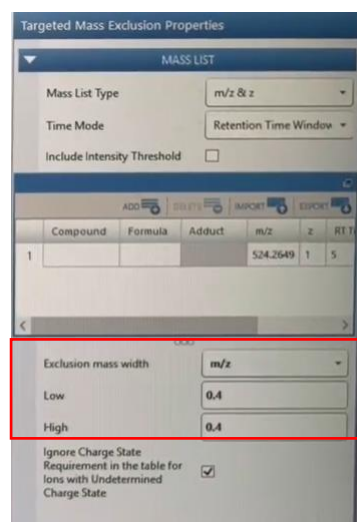 Targeted Mass Exclusion Properties
MASS LIST
Mass List Type m/z & z
Time Mode Retention Time Window
Include Intensity Threshold
ADD DELETE IMPORT EXPORT
Compound Formula Adduct m/z z RT
1 524.2649 1 5
Exclusion mass width m/z
Low 0.4
High 0.4
Ignore Charge State
Requirement in the table for
Ions with Undetermined
Charge State